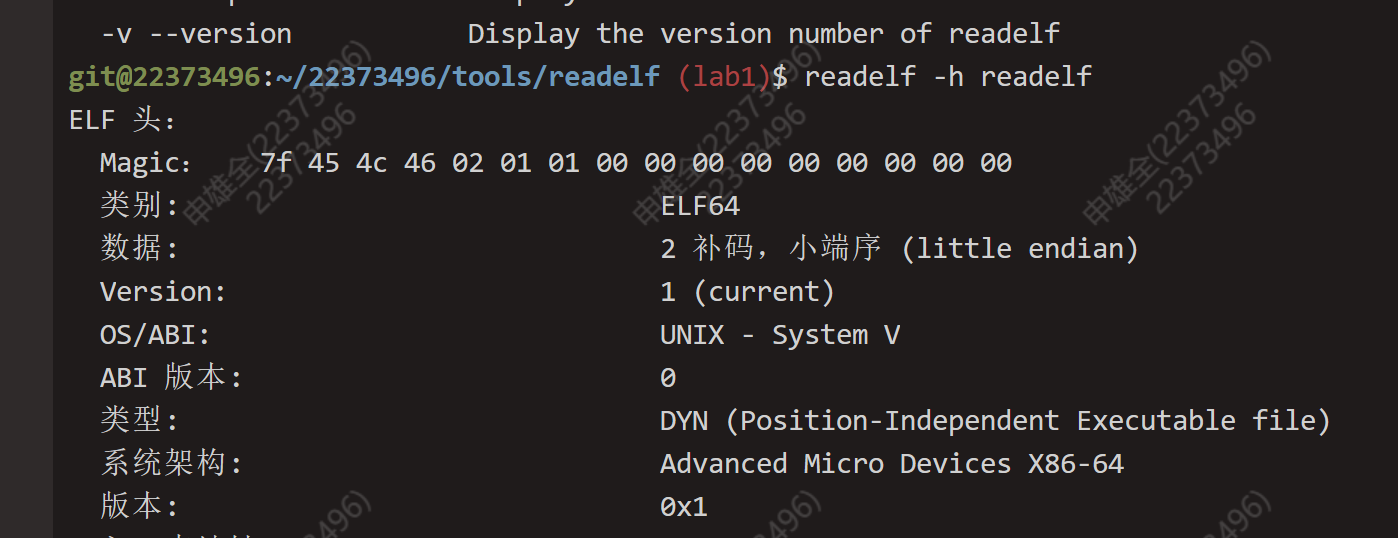 -v --version Display the version number of readelf
git@22373496:~/22373496/tools/readelf (lab1)$ readelf -h readelf
ELF 头：
Magic： 7f 45 4c 46 02 01 01 00 00 00 00 00 00 00 00 00
类别: ELF64
数据: 2 补码，小端序 (little endian)
Version: 1 (current)
OS/ABI: UNIX - System V
ABI 版本: 0
类型: DYN (Position-Independent Executable file)
系统架构: Advanced Micro Devices X86-64
版本: 0x1
申雄全(22373496)
22373496
申雄全(22373496)
22373496
申雄全(22373496)
22373496